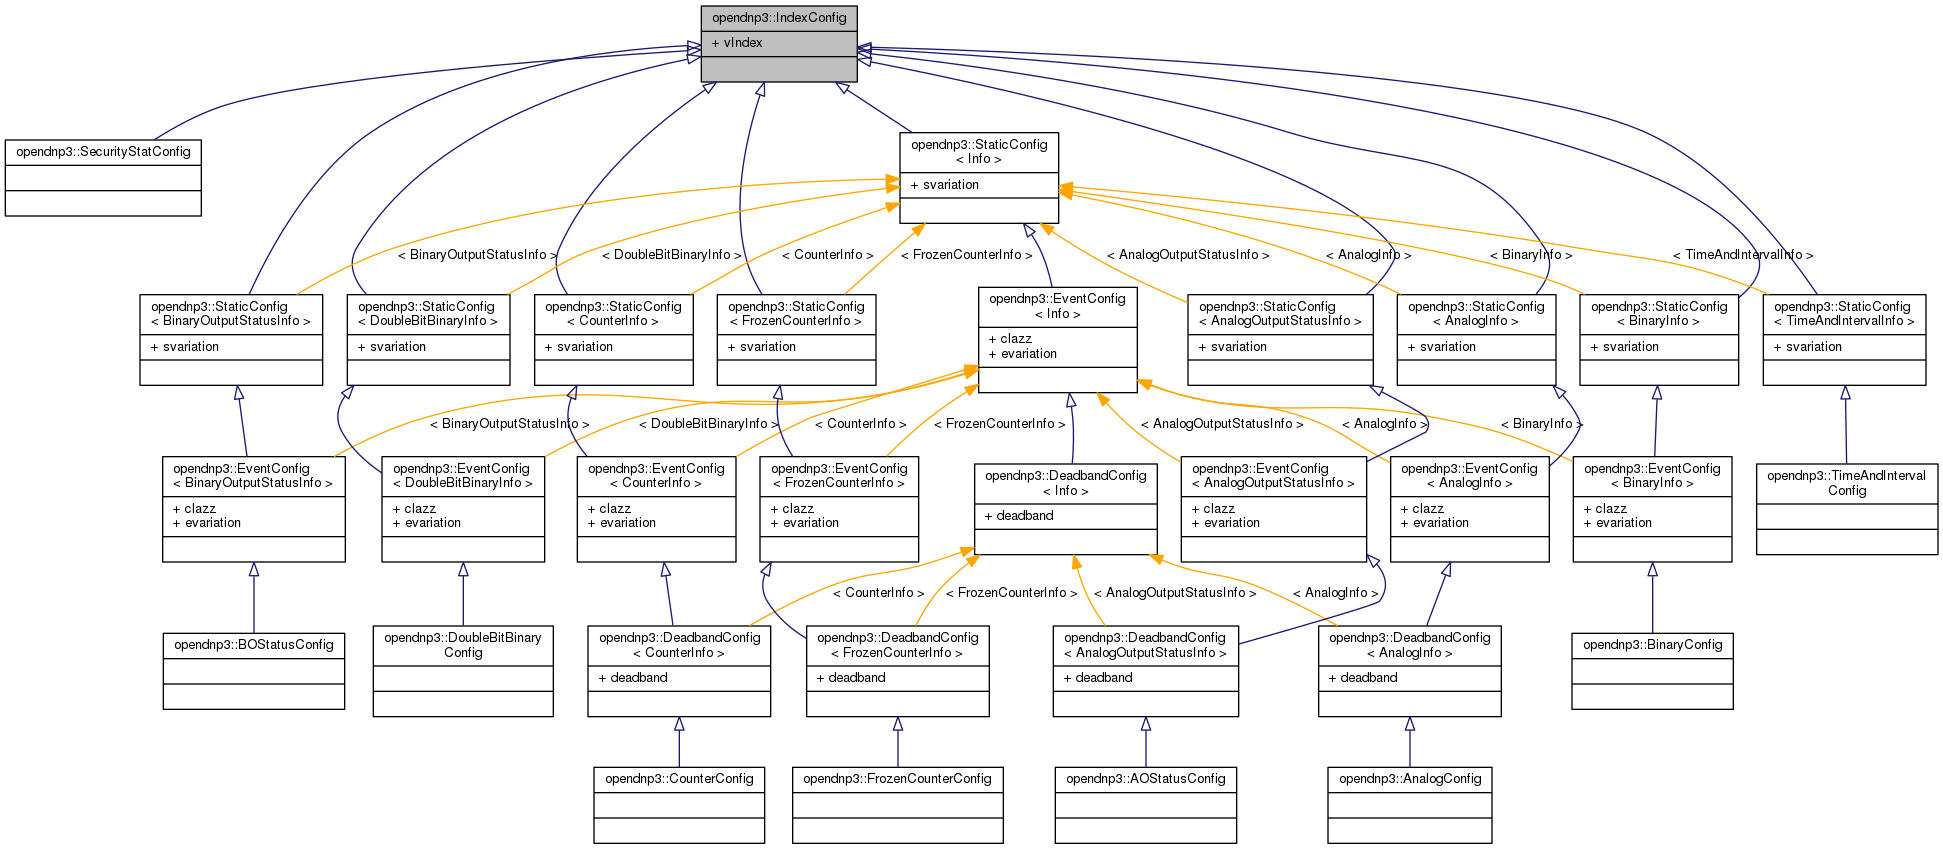 opendnp3::IndexConfig
+ vIndex
opendnp3::SecurityStatConfig
opendnp3::StaticConfig
< Info >
+ svariation
< BinaryOutputStatusInfo >
< DoubleBitBinaryInfo >
< CounterInfo >
< FrozenCounterInfo >
< AnalogOutputStatusInfo >
< AnalogInfo >
< BinaryInfo >
< TimeAndIntervalInfo >
opendnp3::StaticConfig
< BinaryOutputStatusInfo >
+ svariation
opendnp3::StaticConfig
< DoubleBitBinaryInfo >
+ svariation
opendnp3::StaticConfig
< CounterInfo >
+ svariation
opendnp3::StaticConfig
< FrozenCounterInfo >
+ svariation
opendnp3::EventConfig
< Info >
+ clazz
+ evariation
opendnp3::StaticConfig
< AnalogOutputStatusInfo >
+ svariation
opendnp3::StaticConfig
< AnalogInfo >
+ svariation
opendnp3::StaticConfig
< BinaryInfo >
+ svariation
opendnp3::StaticConfig
< TimeAndIntervalInfo >
+ svariation
< BinaryOutputStatusInfo >
< DoubleBitBinaryInfo >
< CounterInfo >
< FrozenCounterInfo >
< AnalogOutputStatusInfo >
< AnalogInfo >
< BinaryInfo >
opendnp3::EventConfig
< BinaryOutputStatusInfo >
+ clazz
+ evariation
opendnp3::EventConfig
< DoubleBitBinaryInfo >
+ clazz
+ evariation
opendnp3::EventConfig
< CounterInfo >
+ clazz
+ evariation
opendnp3::EventConfig
< FrozenCounterInfo >
+ clazz
+ evariation
opendnp3::DeadbandConfig
< Info >
+ deadband
opendnp3::EventConfig
< AnalogOutputStatusInfo >
+ clazz
+ evariation
opendnp3::EventConfig
< AnalogInfo >
+ clazz
+ evariation
opendnp3::EventConfig
< BinaryInfo >
+ clazz
+ evariation
opendnp3::TimeAndInterval
Config
< CounterInfo >
< FrozenCounterInfo >
< AnalogOutputStatusInfo >
< AnalogInfo >
opendnp3::BOStatusConfig
opendnp3::DoubleBitBinary
Config
opendnp3::DeadbandConfig
< CounterInfo >
+ deadband
opendnp3::DeadbandConfig
< FrozenCounterInfo >
+ deadband
opendnp3::DeadbandConfig
< AnalogOutputStatusInfo >
+ deadband
opendnp3::DeadbandConfig
< AnalogInfo >
+ deadband
opendnp3::BinaryConfig
opendnp3::CounterConfig
opendnp3::FrozenCounterConfig
opendnp3::AOStatusConfig
opendnp3::AnalogConfig